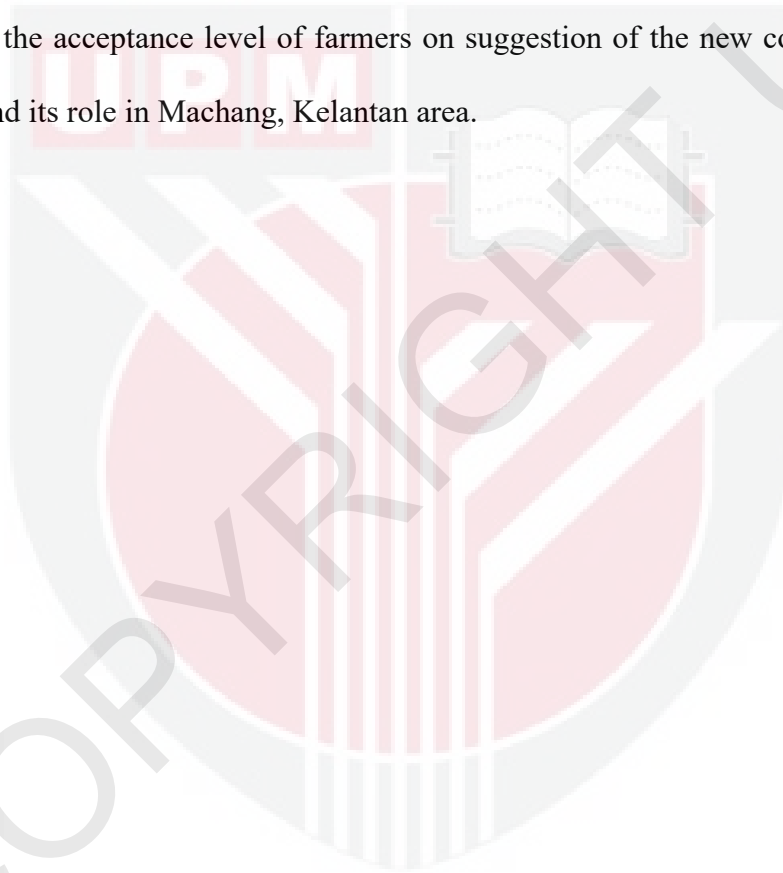 the acceptance level of farmers on suggestion of the new co
nd its role in Machang, Kelantan area.
UPM
COPYRIGHT U